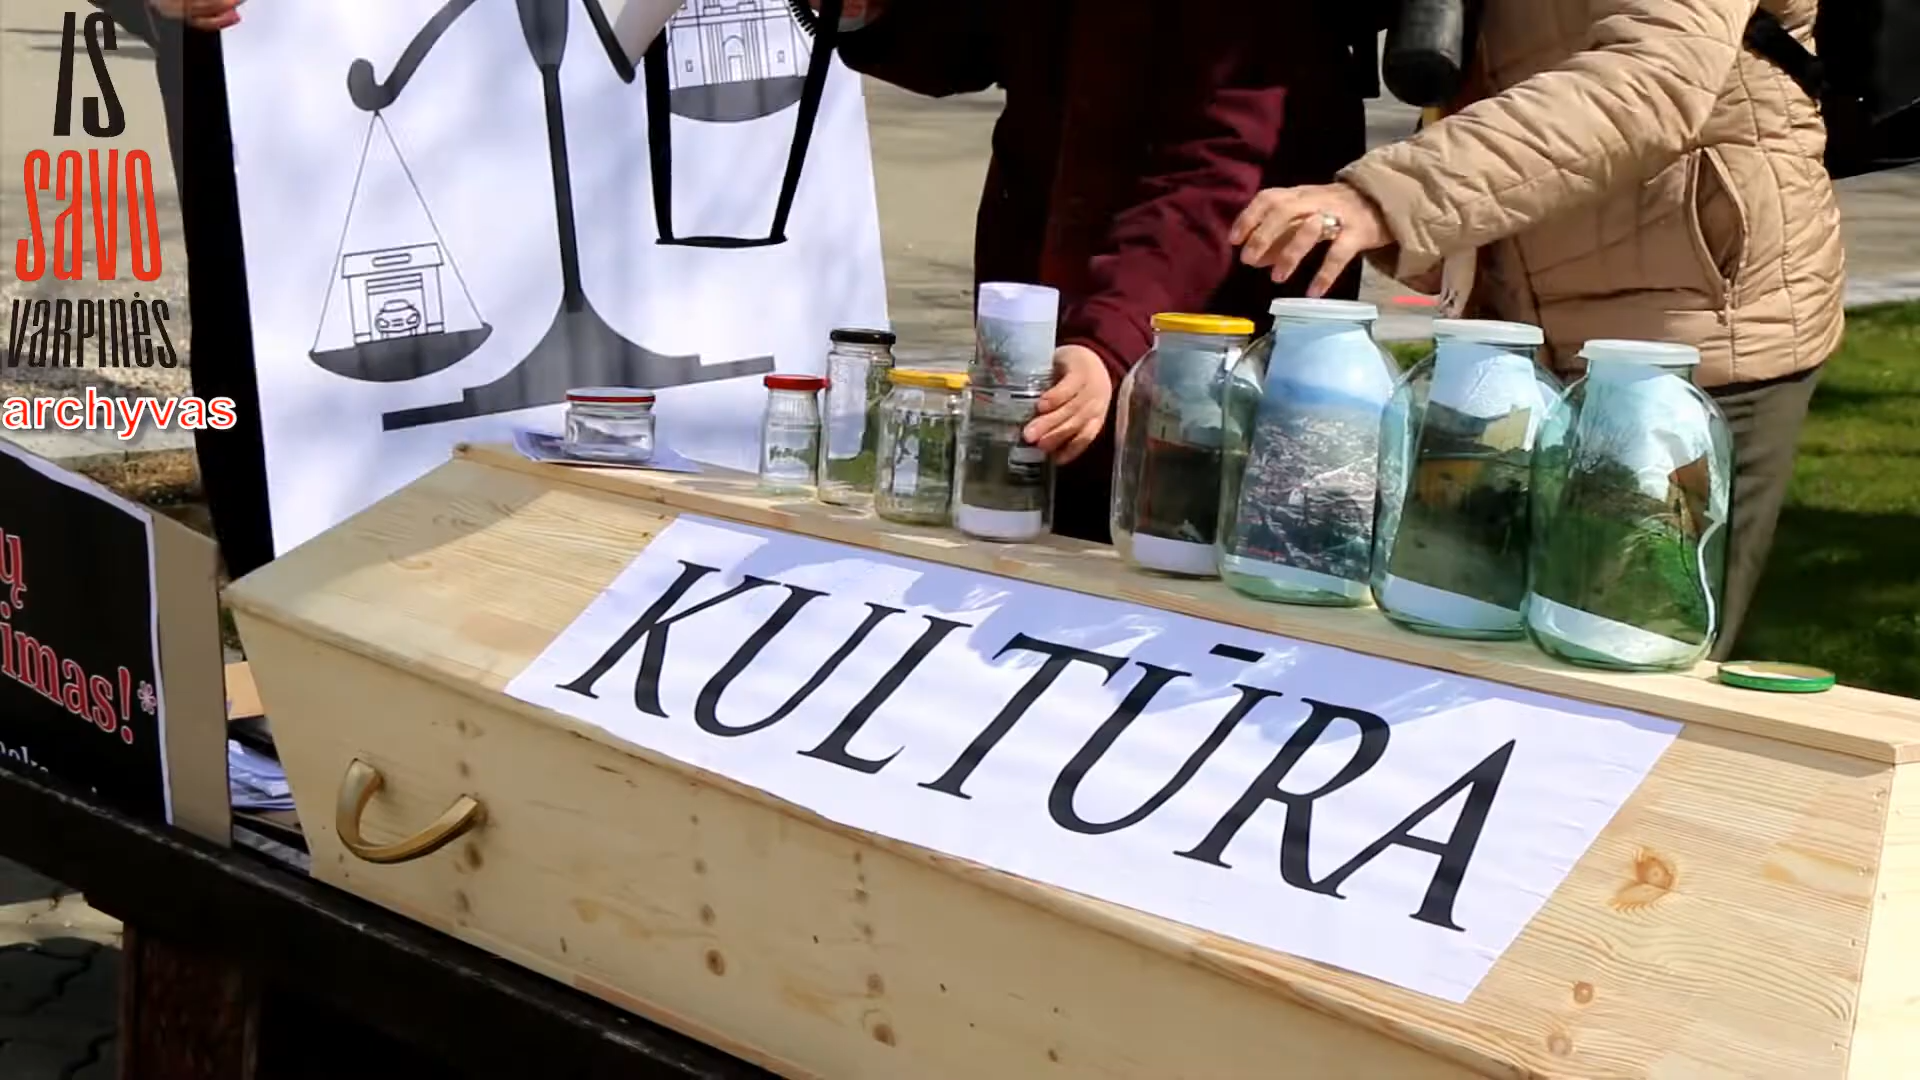 IŠ
SAVO
VARPINĖS
archyvas
ų
imas!*
KULTŪRA